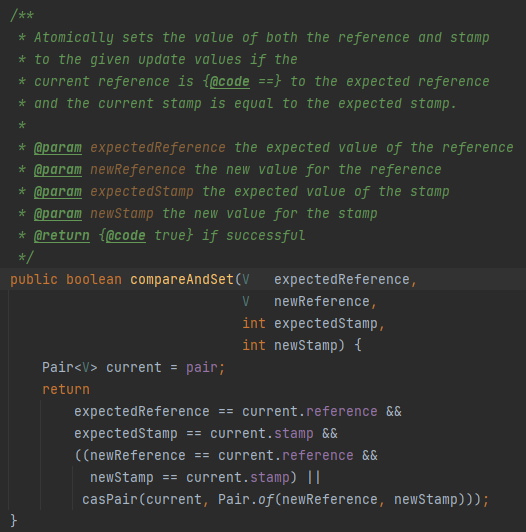 /**
 * Atomically sets the value of both the reference and stamp
 * to the given update values if the
 * current reference is {@code ==} to the expected reference
 * and the current stamp is equal to the expected stamp.
 *
 * @param expectedReference the expected value of the reference
 * @param newReference the new value for the reference
 * @param expectedStamp the expected value of the stamp
 * @param newStamp the new value for the stamp
 * @return {@code true} if successful
 */
public boolean compareAndSet(V   expectedReference,
                             V   newReference,
                             int expectedStamp,
                             int newStamp) {
    Pair<V> current = pair;
    return
        expectedReference == current.reference &&
        expectedStamp == current.stamp &&
        ((newReference == current.reference &&
          newStamp == current.stamp) ||
         casPair(current, Pair.of(newReference, newStamp)));
}